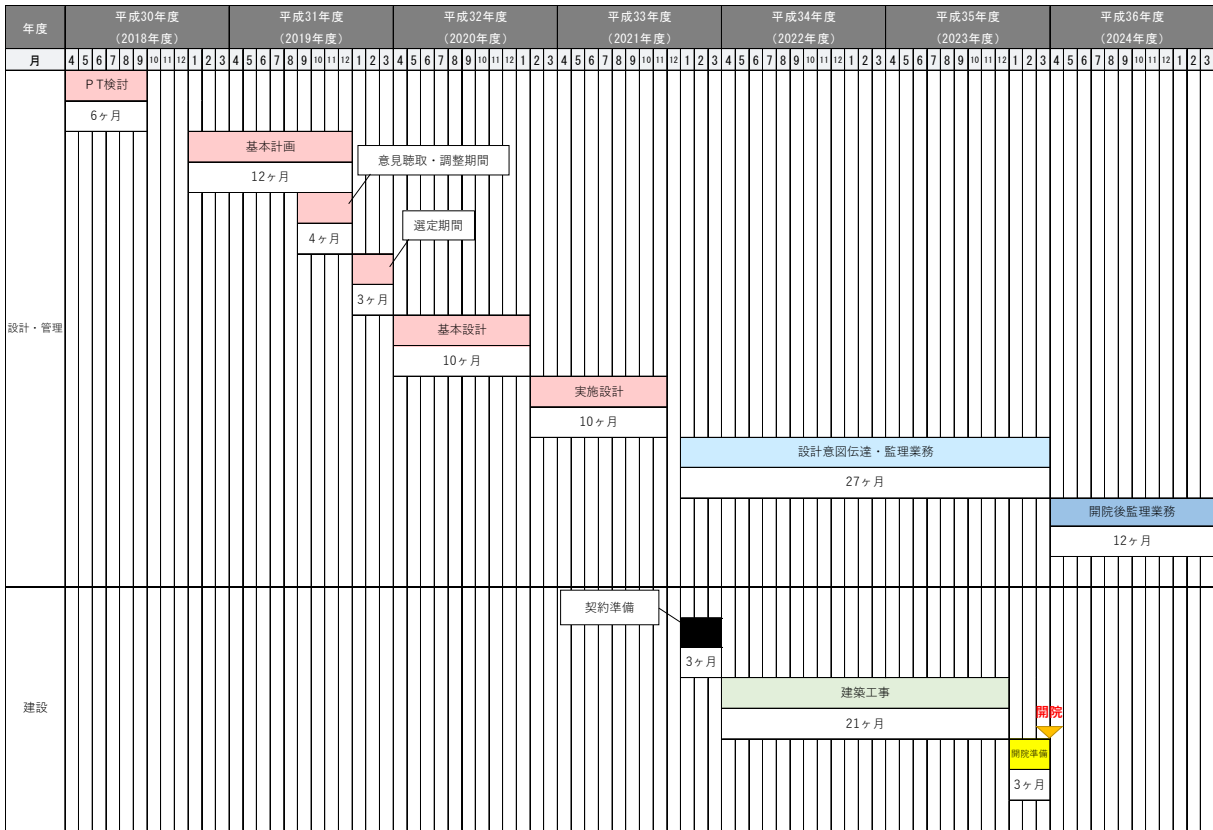 年度
平成30年度
（2018年度）
平成31年度
（2019年度）
平成32年度
（2020年度）
平成33年度
（2021年度）
平成34年度
（2022年度）
平成35年度
（2023年度）
平成36年度
（2024年度）
月 4 5 6 7 8 9 10 11 12 1 2 3 4 5 6 7 8 9 10 11 12 1 2 3 4 5 6 7 8 9 10 11 12 1 2 3 4 5 6 7 8 9 10 11 12 1 2 3 4 5 6 7 8 9 10 11 12 1 2 3 4 5 6 7 8 9 10 11 12 1 2 3 4 5 6 7 8 9 10 11 12 1 2 3
設計・管理
ＰＴ検討
6ヶ月
基本計画
12ヶ月
意見聴取・調整期間
4ヶ月
選定期間
3ヶ月
基本設計
10ヶ月
実施設計
10ヶ月
設計意図伝達・監理業務
27ヶ月
開院後監理業務
12ヶ月
建設
契約準備
3ヶ月
建築工事
21ヶ月
開院
開院準備
3ヶ月